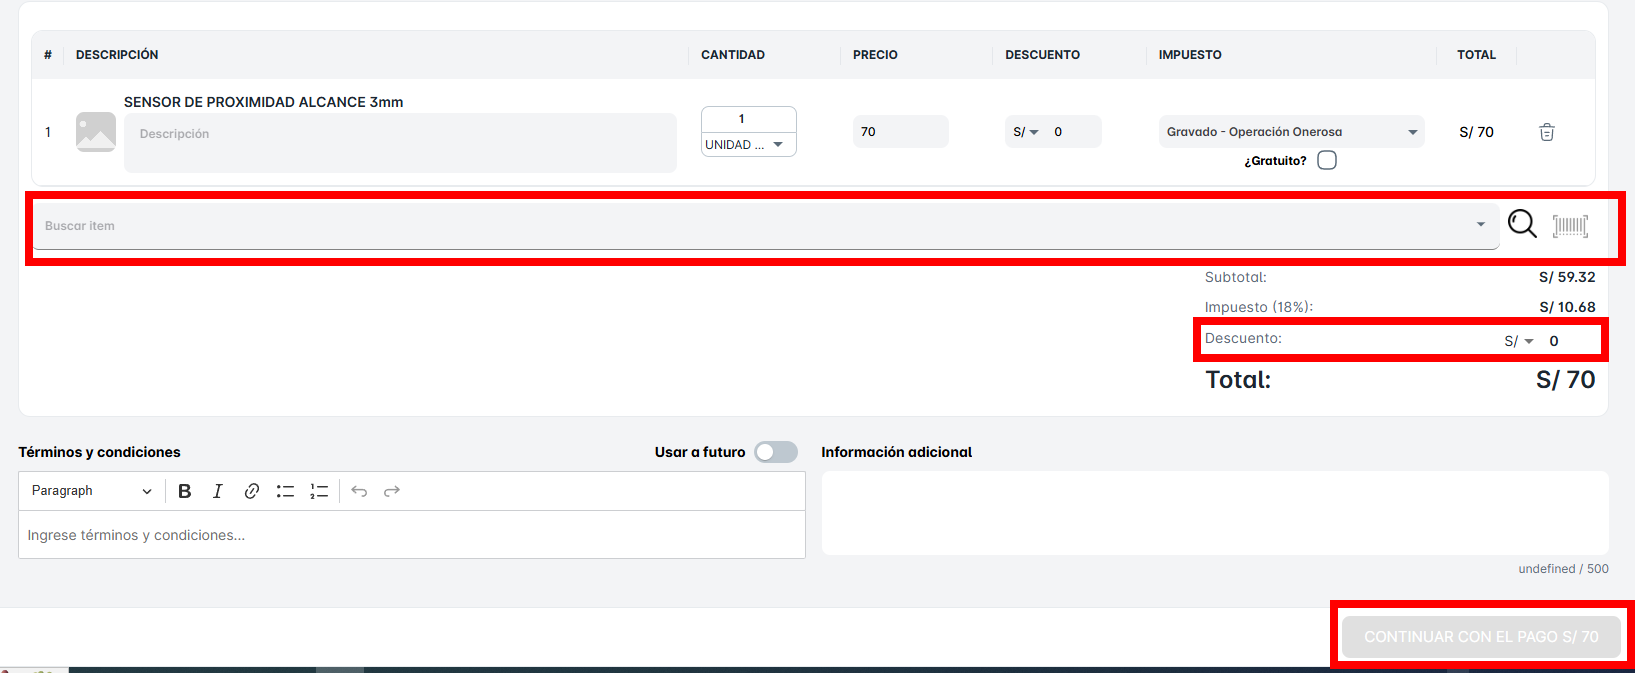 # DESCRIPCIÓN CANTIDAD PRECIO DESCUENTO IMPUESTO TOTAL
SENSOR DE PROXIMIDAD ALCANCE 3mm
1 Descripción 1 70 S/ 0 Gravado - Operación Onerosa S/ 70
UNIDAD ...
¿Gratuito?
Buscar item
Subtotal: S/ 59.32
Impuesto (18%): S/ 10.68
Descuento: S/ 0
Total: S/ 70
Términos y condiciones Usar a futuro Información adicional
Paragraph B I
Ingrese términos y condiciones...
undefined / 500
CONTINUAR CON EL PAGO S/ 70